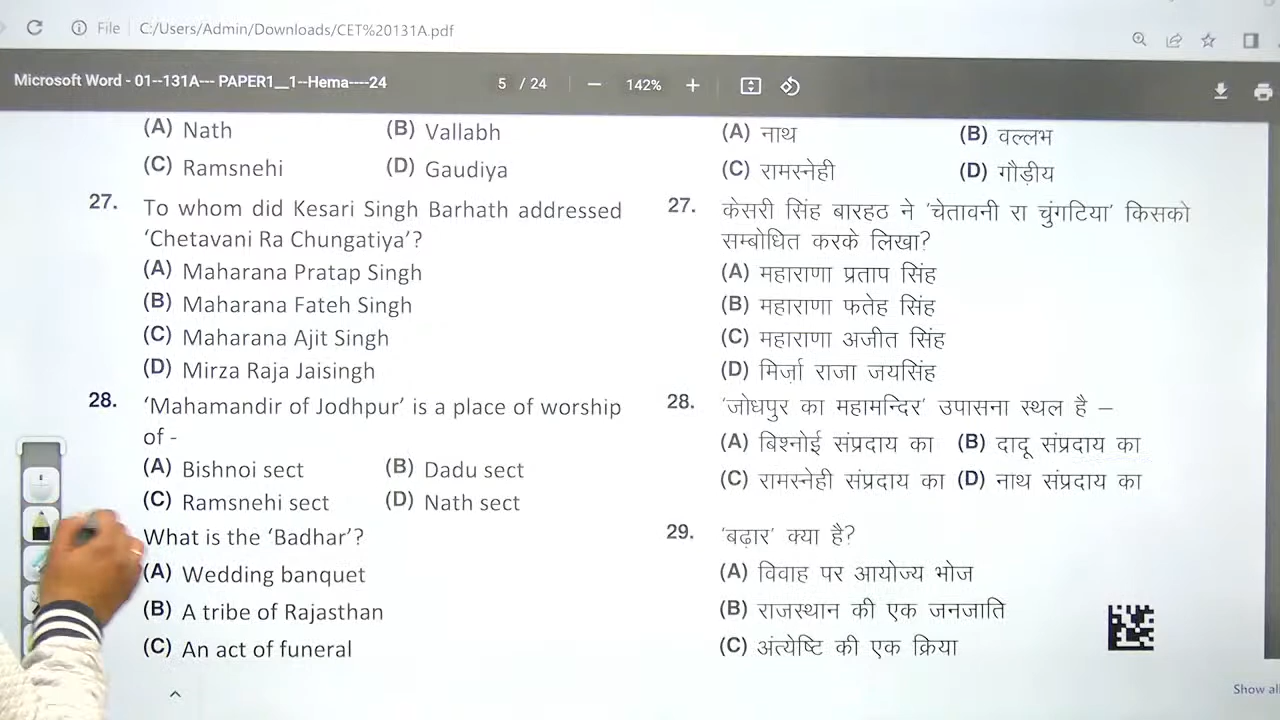 File C:/Users/Admin/Downloads/CET%20131A.pdf
Microsoft Word - 01--131A--- PAPER1__1--Hema----24 5 / 24 142%
(A) Nath (B) Vallabh
(C) Ramsnehi (D) Gaudiya
27. To whom did Kesari Singh Barhath addressed
‘Chetavani Ra Chungatiya’?
(A) Maharana Pratap Singh
(B) Maharana Fateh Singh
(C) Maharana Ajit Singh
(D) Mirza Raja Jaisingh
28. ‘Mahamandir of Jodhpur’ is a place of worship
of -
(A) Bishnoi sect (B) Dadu sect
(C) Ramsnehi sect (D) Nath sect
What is the ‘Badhar’?
(A) Wedding banquet
(B) A tribe of Rajasthan
(C) An act of funeral
(A) नाथ (B) वल्लभ
(C) रामस्नेही (D) गौड़ीय
27. केसरी सिंह बारहठ ने ‘चेतावनी रा चुंगटिया’ किसको
सम्बोधित करके लिखा?
(A) महाराणा प्रताप सिंह
(B) महाराणा फतेह सिंह
(C) महाराणा अजीत सिंह
(D) मिर्ज़ा राजा जयसिंह
28. ‘जोधपुर का महामन्दिर’ उपासना स्थल है –
(A) बिश्नोई संप्रदाय का (B) दादू संप्रदाय का
(C) रामस्नेही संप्रदाय का (D) नाथ संप्रदाय का
29. ‘बढ़ार’ क्या है?
(A) विवाह पर आयोज्य भोज
(B) राजस्थान की एक जनजाति
(C) अंत्येष्टि की एक क्रिया
Show all